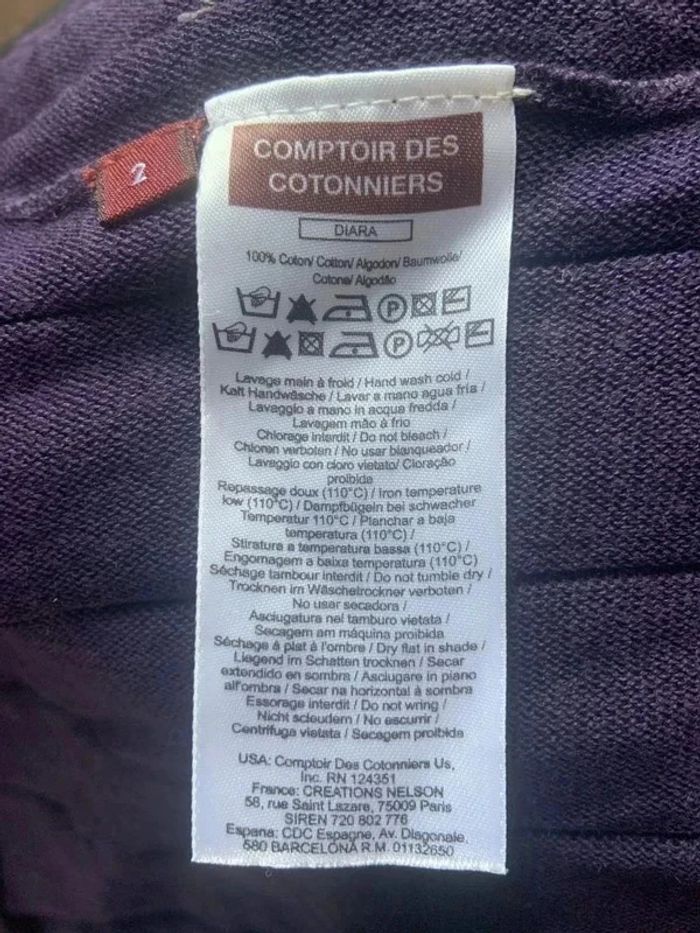 COMPTOIR DES
COTONNIERS
2
DIARA
100% Coton/ Cotton/ Algodon/ Baumwolle/
Cotone/ Algodão
P
P
Lavage main à froid / Hand wash cold /
Kalt Handwäsche / Lavar a mano agua fria /
Lavaggio a mano in acqua fredda /
Lavagem mão à frio
Chlorage interdit / Do not bleach /
Chloren verboten / No usar blanqueador /
Lavaggio con cloro vietato/ Cloração
proibida
Repassage doux (110°C) / Iron temperature
low (110°C) / Dampfbügeln bei schwacher
Temperatur 110°C / Planchar a baja
temperatura (110°C) /
Stiratura a temperatura bassa (110°C) /
Engomagem a baixa temperatura (110°C)
Séchage tambour interdit / Do not tumble dry /
Trocknen im Wäschetrockner verboten /
No usar secadora /
Asciugatura nel tamburo vietata /
Secagem am máquina proibida
Séchage à plat à l'ombre / Dry flat in shade /
Liegend im Schatten trocknen / Secar
extendido en sombra / Asciugare in piano
all'ombra / Secar na horizontal à sombra
Essorage interdit / Do not wring /
Nicht scleudern / No escurrir /
Centrifuga vietata / Secagem proibida
USA: Comptoir Des Cotonniers Us,
Inc. RN 124351
France: CREATIONS NELSON
58, rue Saint Lazare, 75009 Paris
SIREN 720 802 776
Espana: CDC Espagne, Av. Diagonale,
580 BARCELONA R.M. 01132650